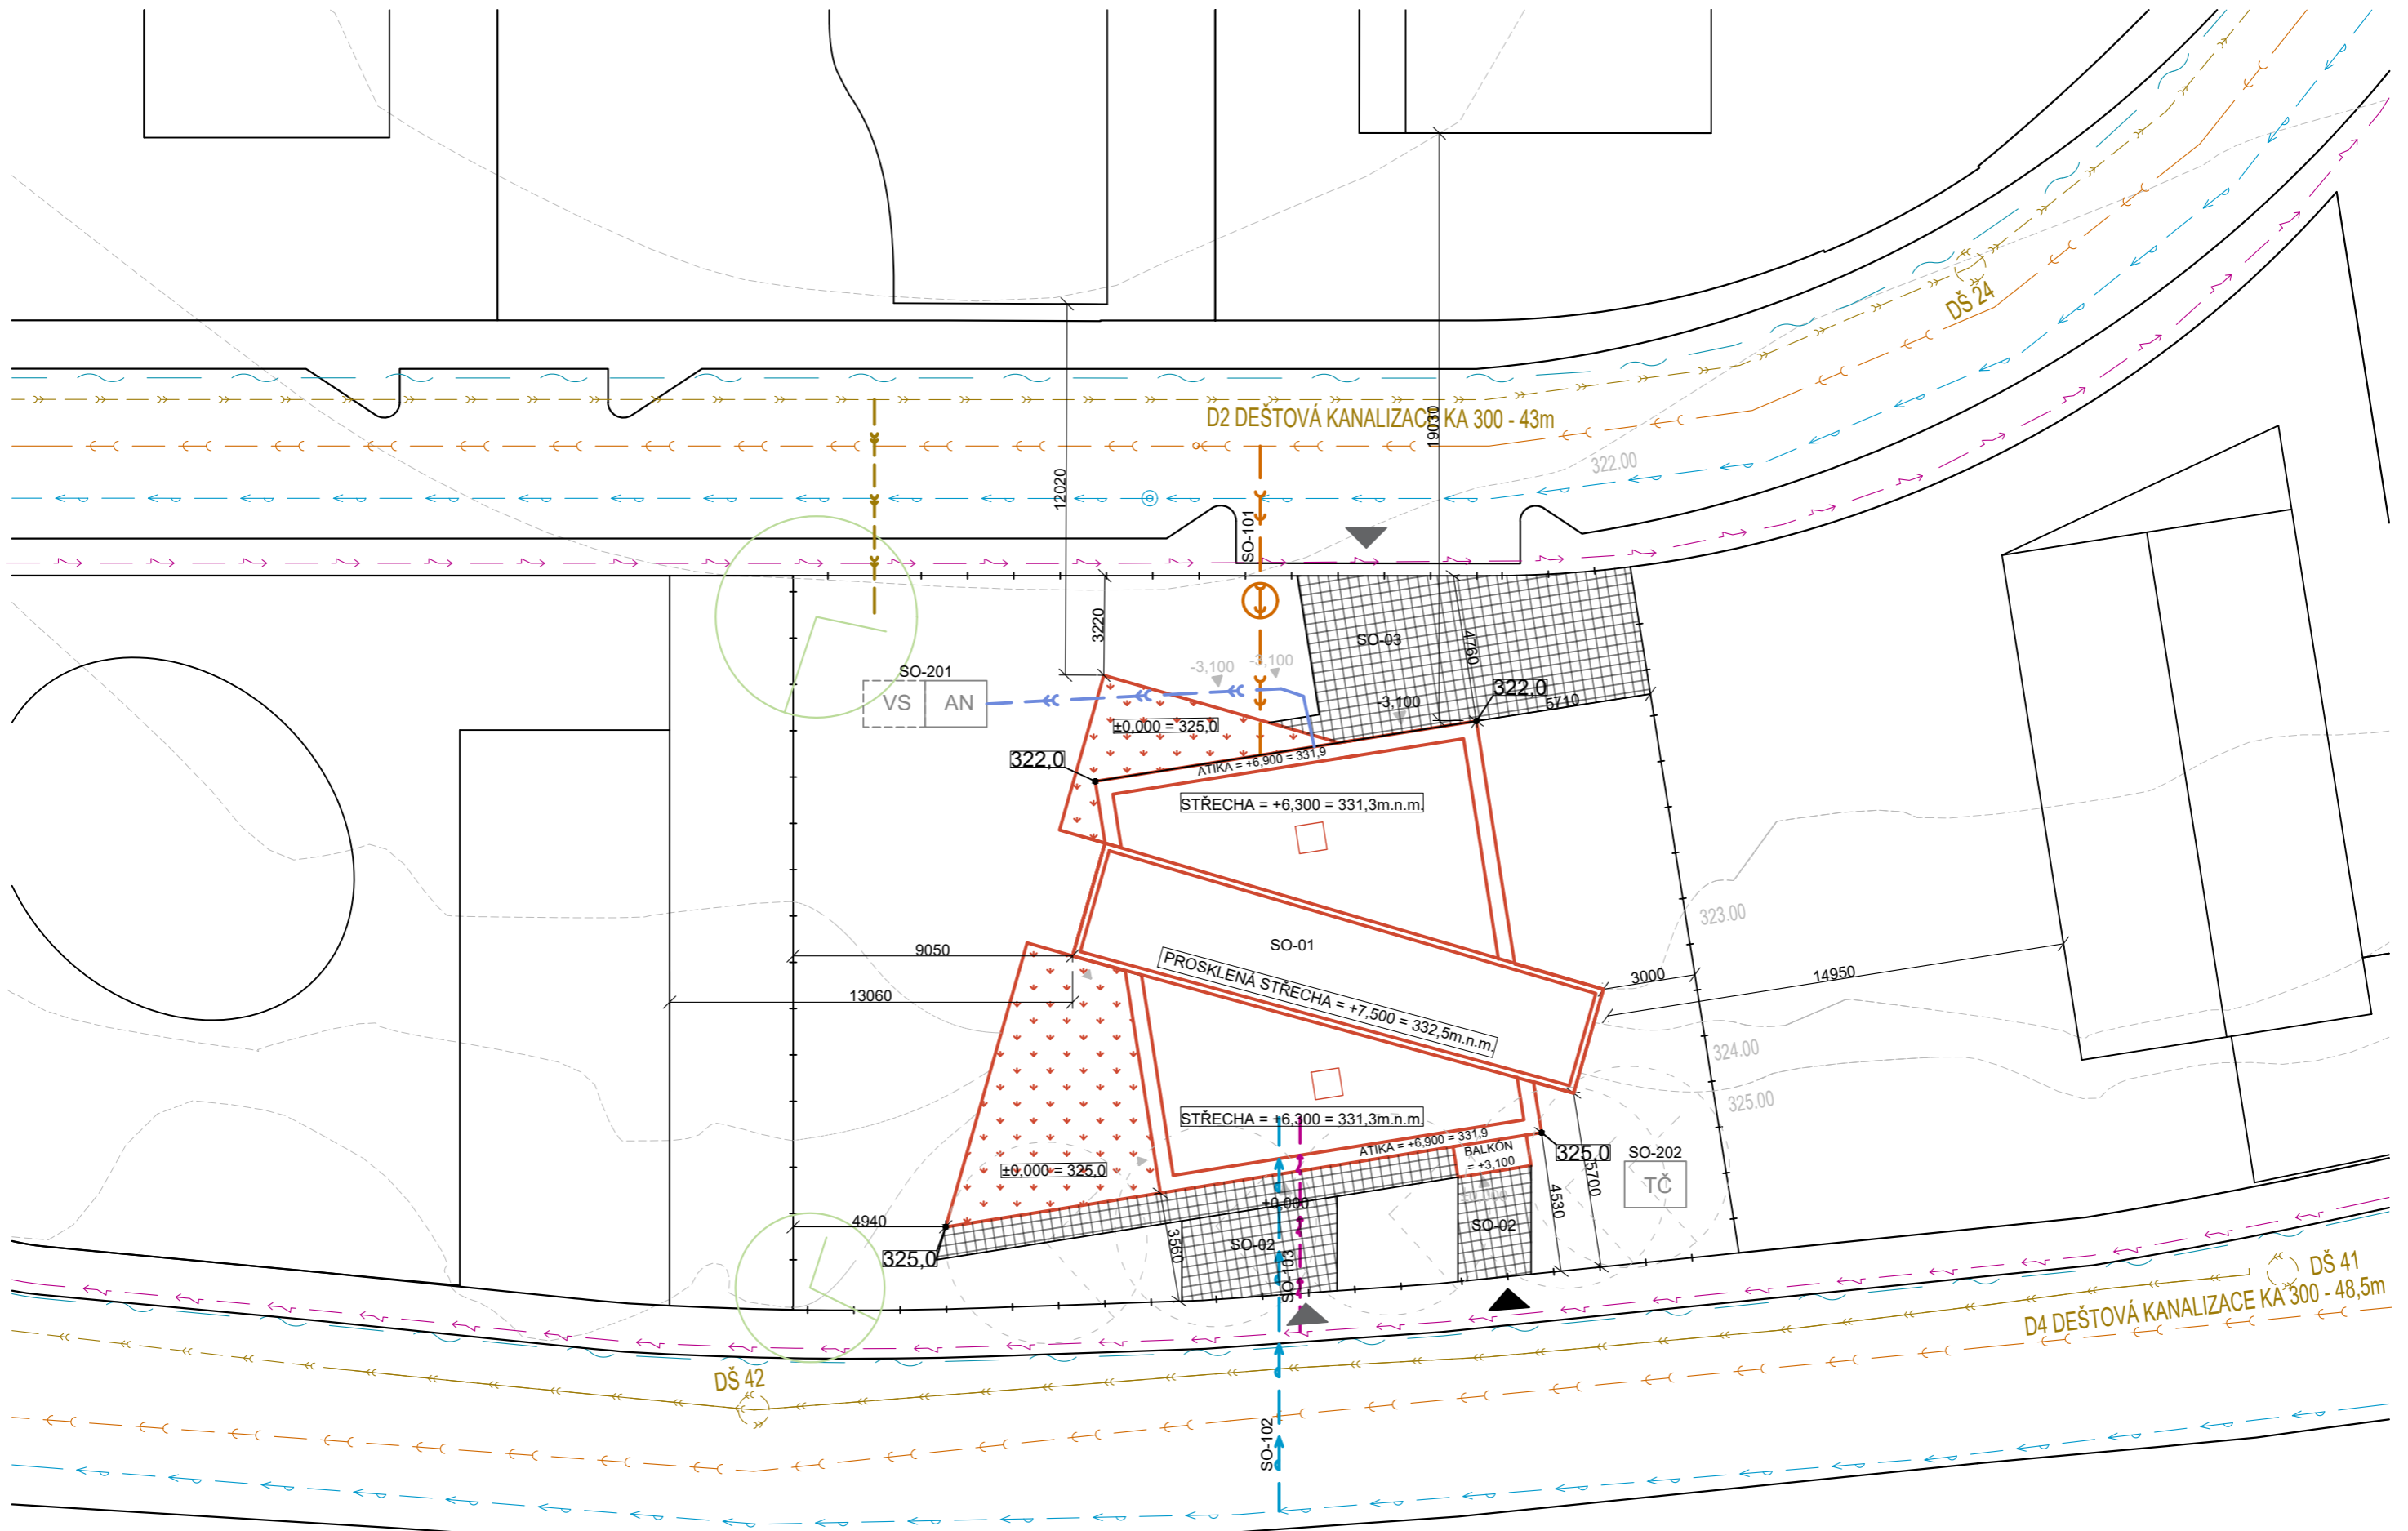 DŠ 24
D2 DEŠTOVÁ KANALIZACE KA 300 - 43m
19030
322.00
12020
SO-101
3220
SO-03
4760
SO-201
VS
AN
-3,100
-3,100
-3,100
322,0
5710
±0,000 = 325,0
322,0
ATIKA = +6,900 = 331,9
STŘECHA = +6,300 = 331,3m.n.m.
323.00
9050
SO-01
PROSKLENÁ STŘECHA = +7,500 = 332,5m.n.m.
3000
14950
13060
324.00
325.00
STŘECHA = +6,300 = 331,3m.n.m.
ATIKA = +6,900 = 331,9
BALKÓN
= +3,100
325,0
SO-202
TČ
±0,000 = 325,0
5700
4530
±0,000
4940
SO-02
SO-02
3560
325,0
SO-103
DŠ 41
D4 DEŠTOVÁ KANALIZACE KA 300 - 48,5m
DŠ 42
SO-102